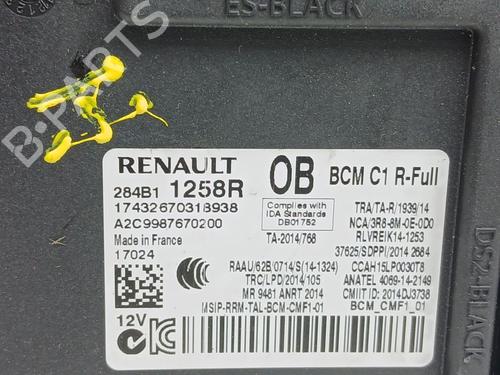 ES-BLACK
RENAULT
OB BCM C1 R-Full
284B1 1258R
17432670318938
A2C9987670200
Made in France
17024
Complies with
IDA Standards
DB01752
TA-2014/768
TRA/TA-R/1939/14
NCA/3R8-8M-0E-0D0
RLVREIK14-1253
37625/SDPPI/2014 2684
RAAU/62B/0714/S(14-1324)
CCAH15LP0030T8
TRC/LPD/2014/105
ANATEL 4069-14-2149
MR 9481 ANRT 2014
CMIIT ID: 2014DJ3738
MSIP-RRM-TAL-BCM-CMF1-01
BCM_CMF1_01
12V
DS2-BLACK
B-PARTS